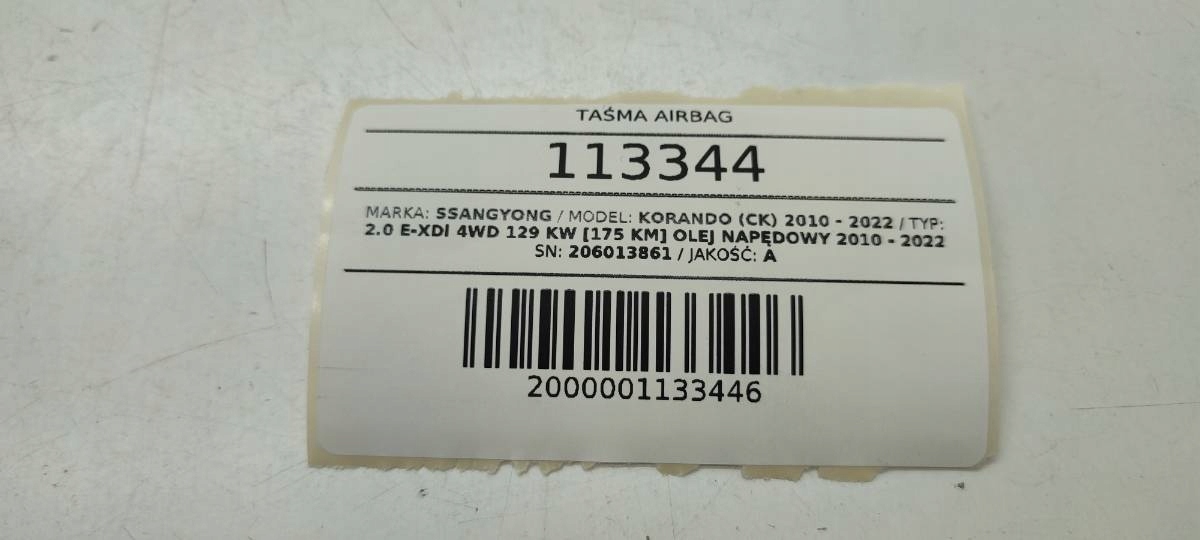 TAŚMA AIRBAG
113344
MARKA: SSANGYONG / MODEL: KORANDO (CK) 2010 - 2022 / TYP:
2.0 E-XDI 4WD 129 KW [175 KM] OLEJ NAPĘDOWY 2010 - 2022
SN: 206013861 / JAKOŚĆ: A
2000001133446